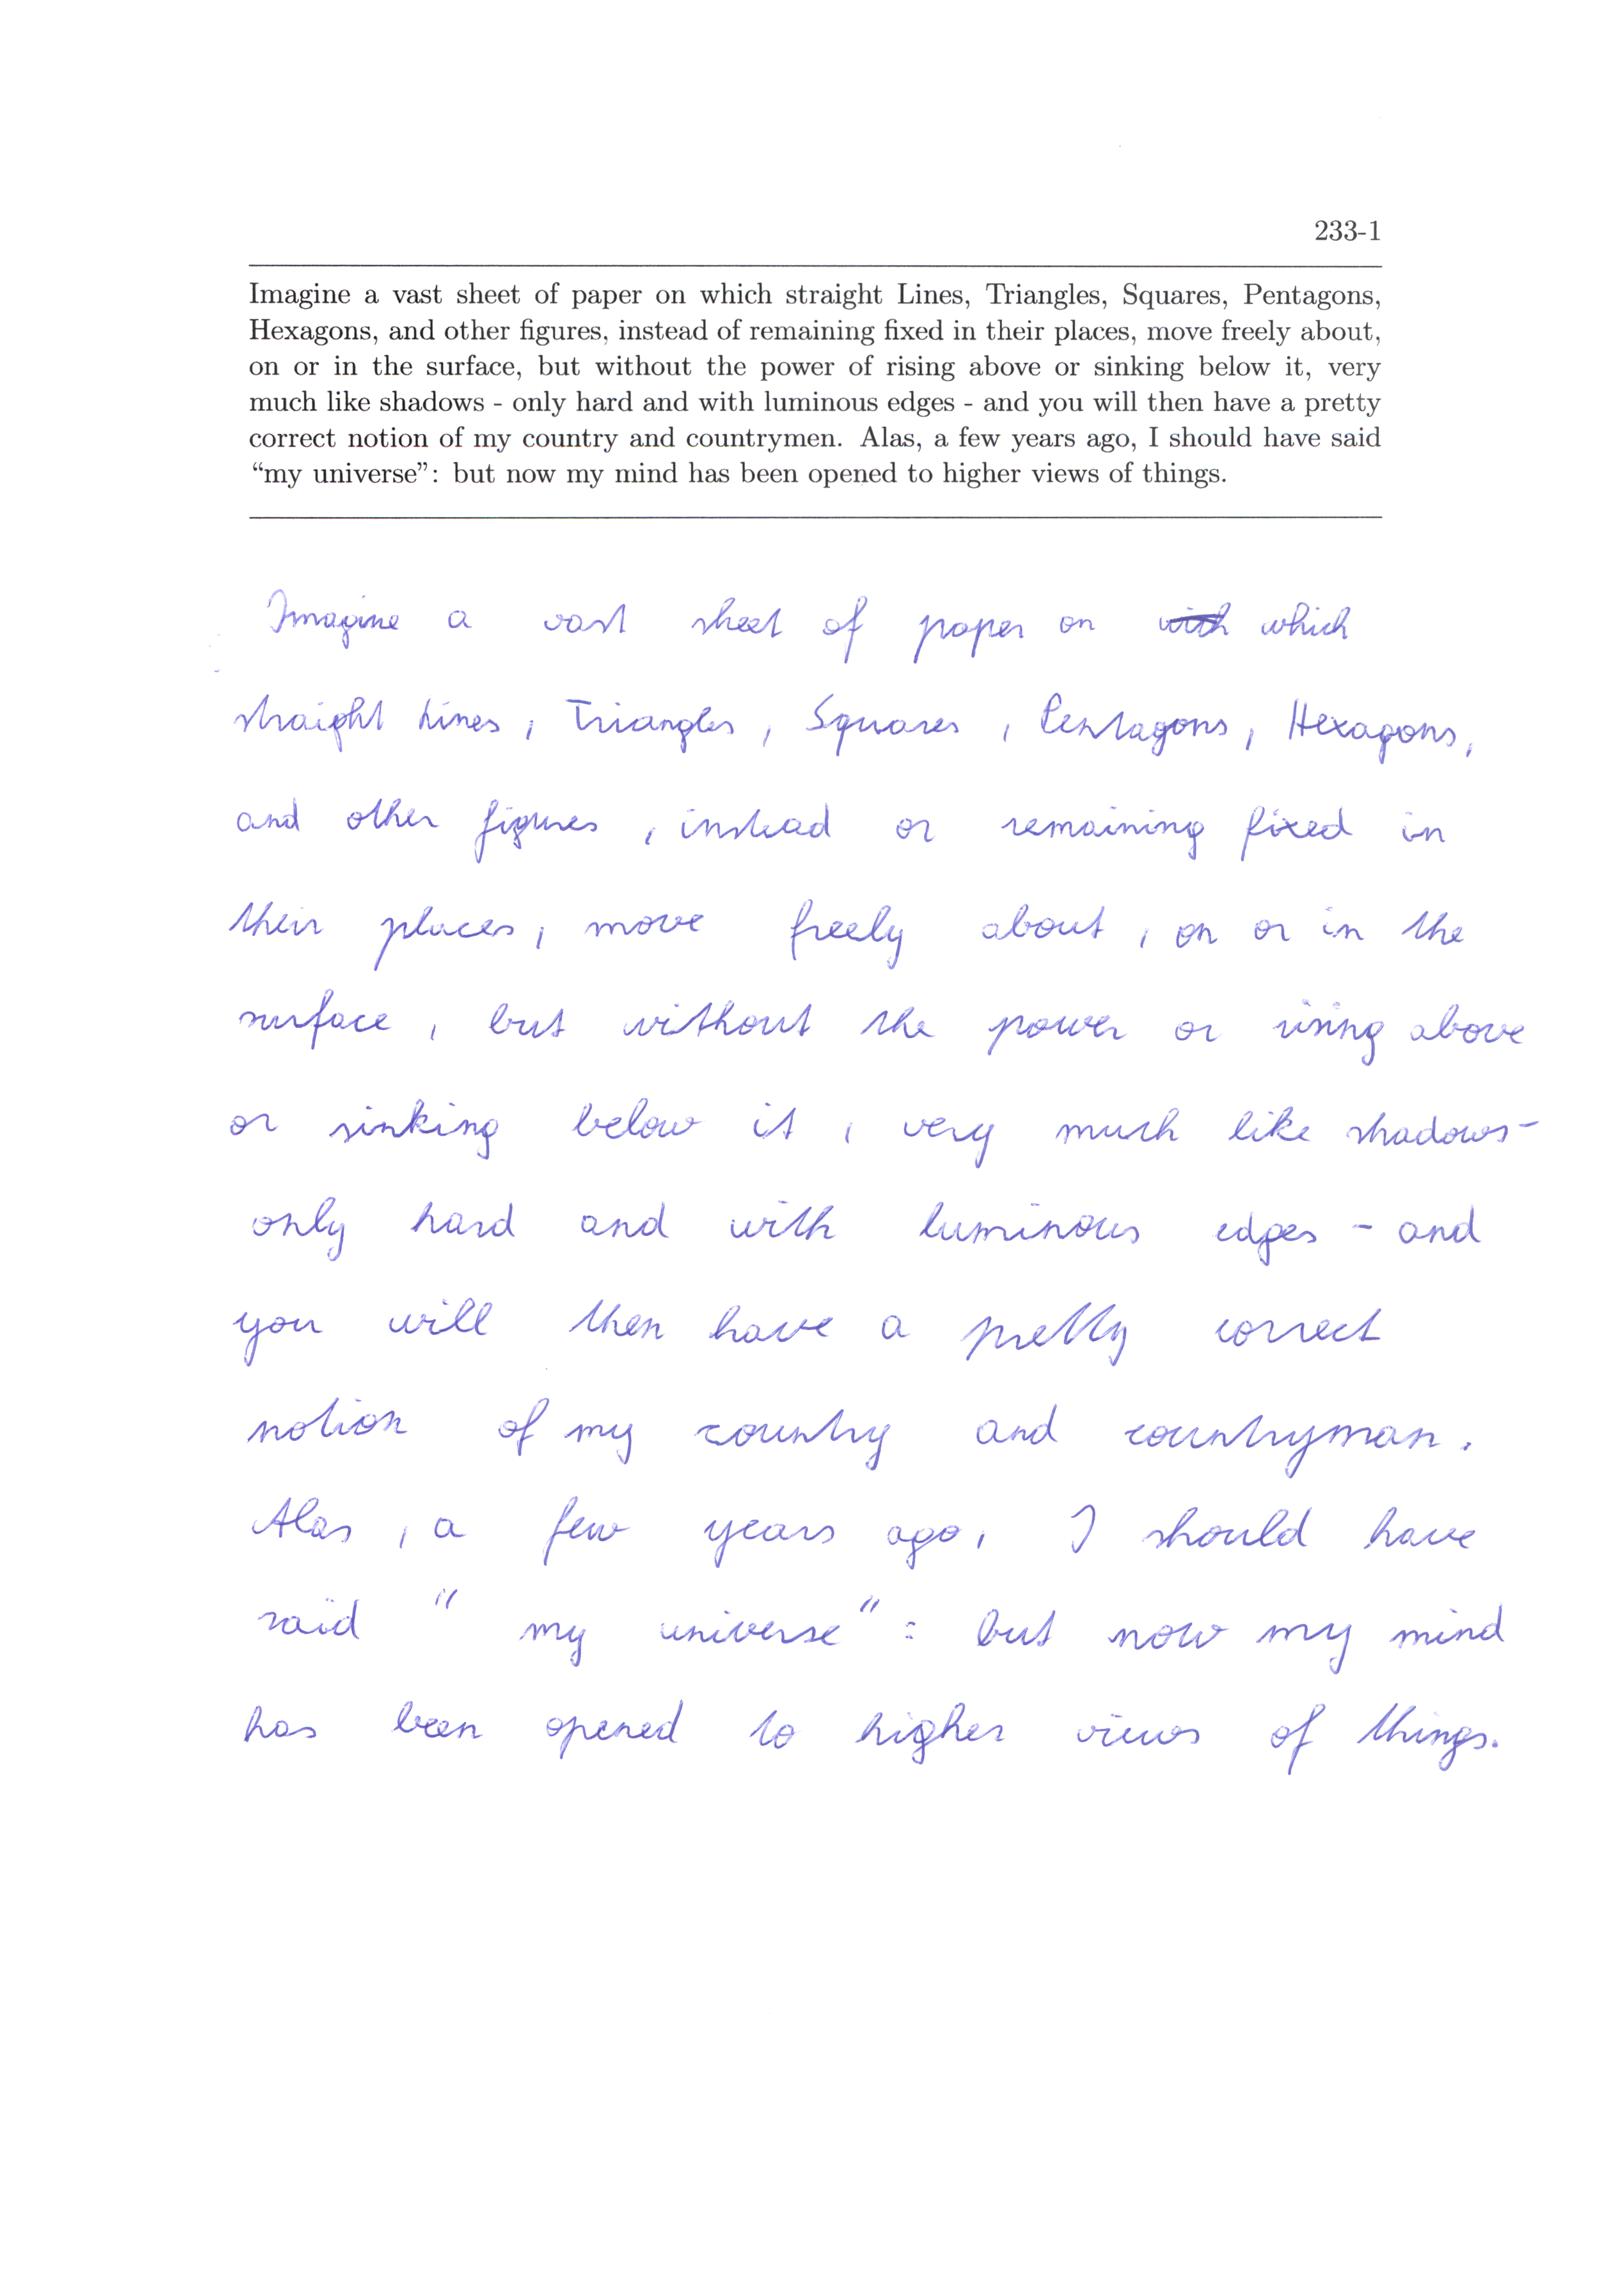 233-1
Imagine a vast sheet of paper on which straight Lines, Triangles, Squares, Pentagons,
Hexagons, and other figures, instead of remaining fixed in their places, move freely about,
on or in the surface, but without the power of rising above or sinking below it, very
much like shadows - only hard and with luminous edges - and you will then have a pretty
correct notion of my country and countrymen. Alas, a few years ago, I should have said
“my universe”: but now my mind has been opened to higher views of things.
Imagine a vast sheet of paper on with which
straight Lines, Triangles, Squares, Pentagons, Hexagons,
and other figures, instead or remaining fixed in
their places, move freely about, on or in the
surface, but without the power or rising above
or sinking below it, very much like shadows -
only hard and with luminous edges - and
you will then have a pretty correct
notion of my country and countryman.
Alas, a few years ago, I should have
said " my universe": but now my mind
has been opened to higher views of things.